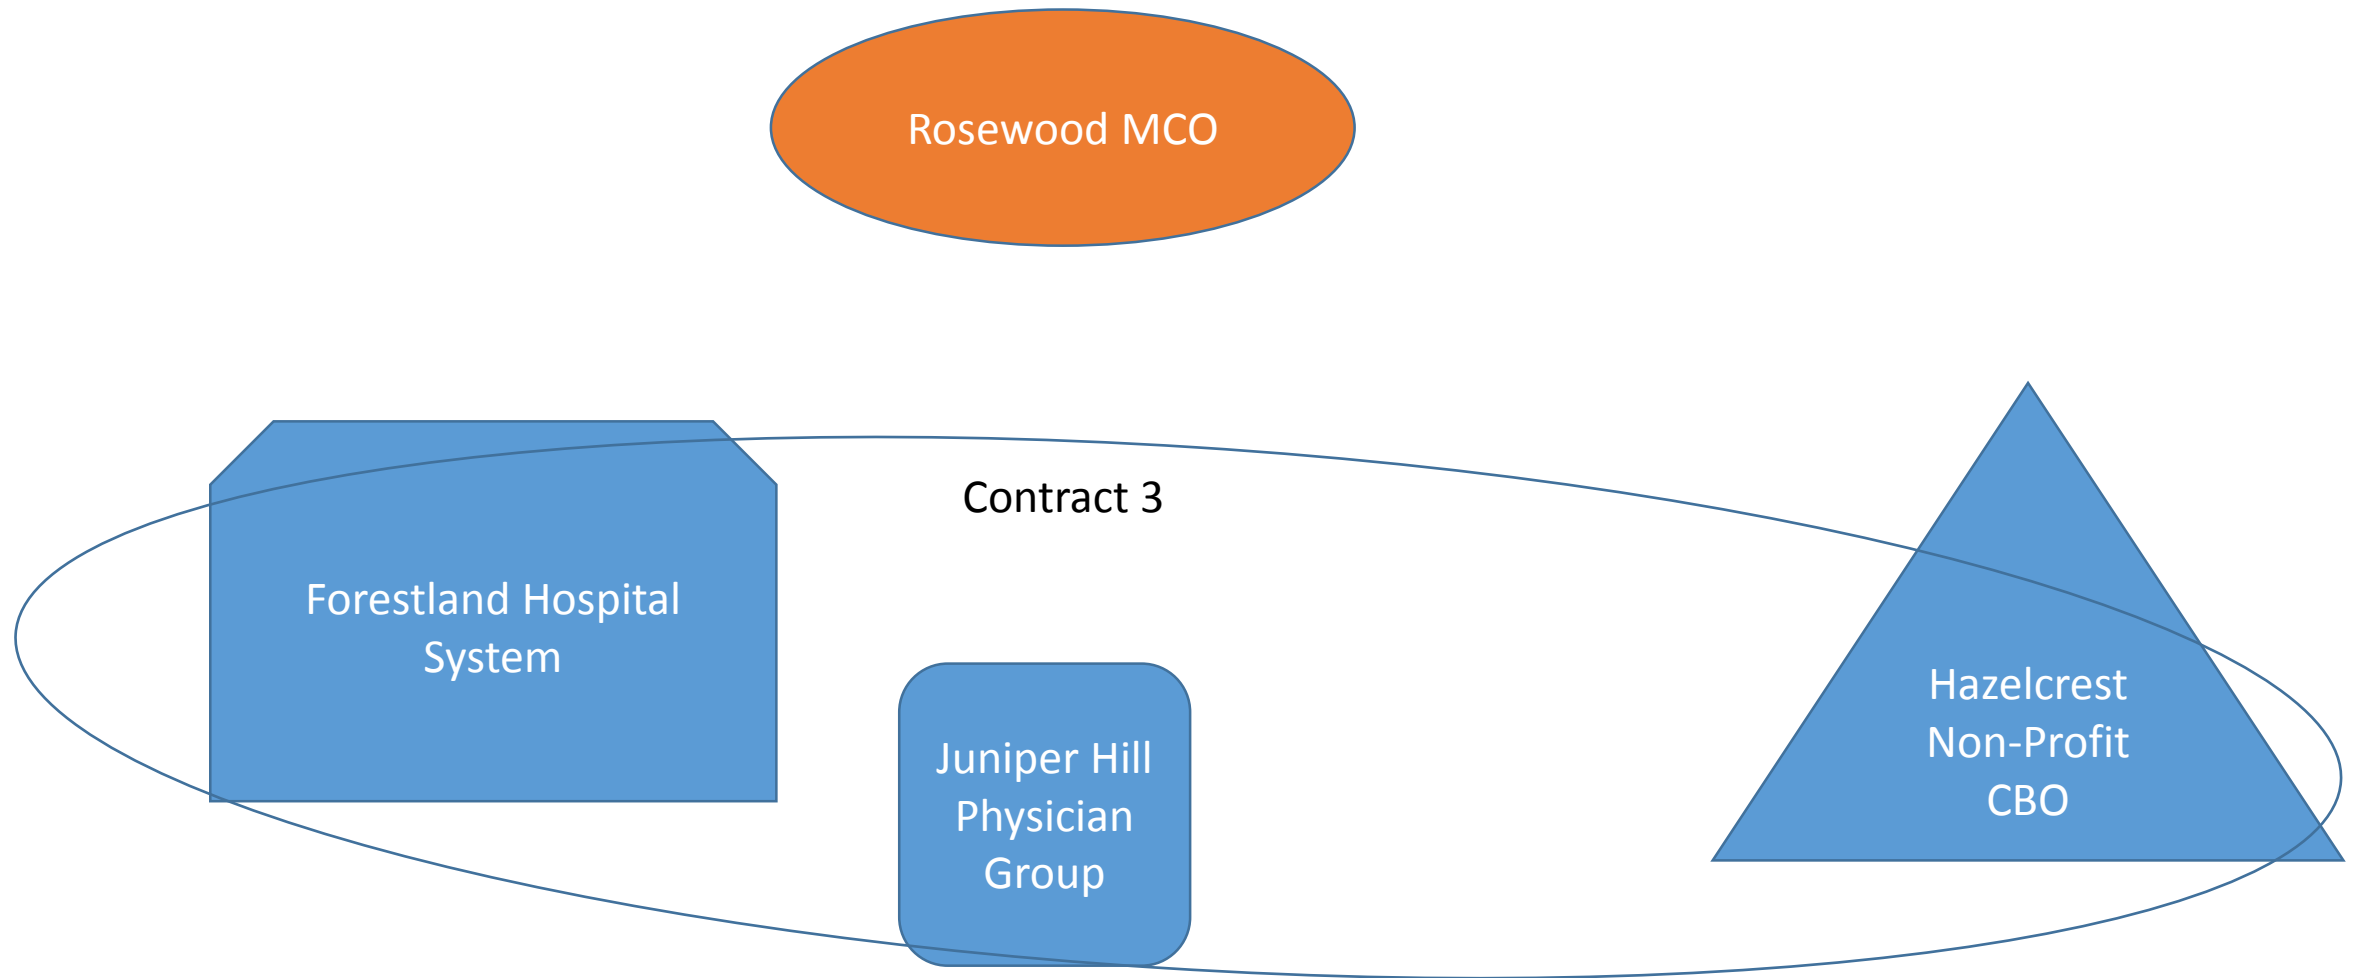 Rosewood MCO
Contract 3
Forestland Hospital
System
Juniper Hill
Physician
Group
Hazelcrest
Non-Profit
CBO